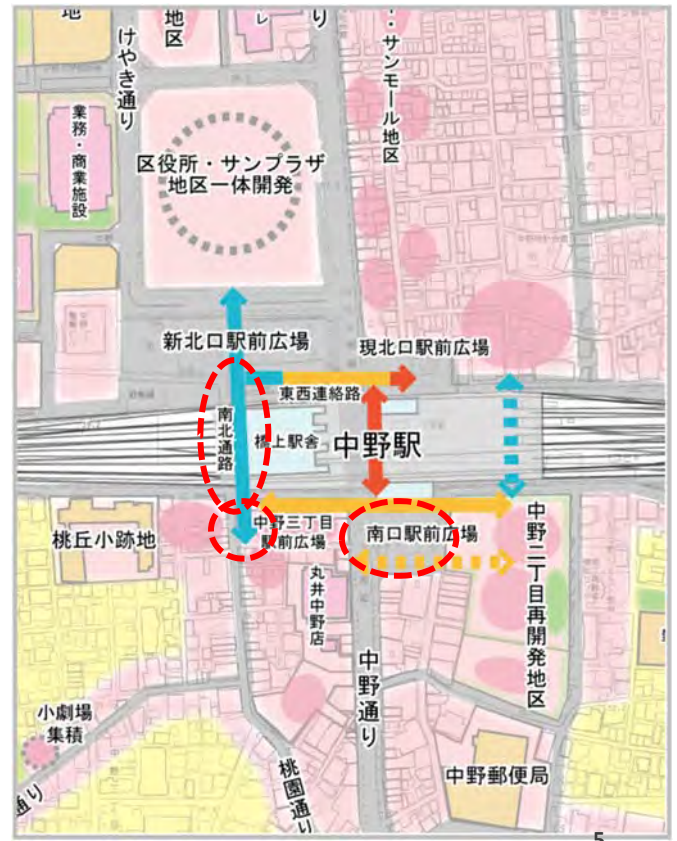 地
けやき通り
地区
レ
り
・サンモール地区
業務・商業施設
区役所・サンプラザ
地区一体開発
新北口駅前広場
現北口駅前広場
東西連絡路
南北通路
橋上駅舎
中野駅
桃丘小跡地
中野三丁目
駅前広場
南口駅前広場
中野二丁目再開発地区
丸井中野店
中野通り
小劇場
集積
通り
桃園通り
中野郵便局
5